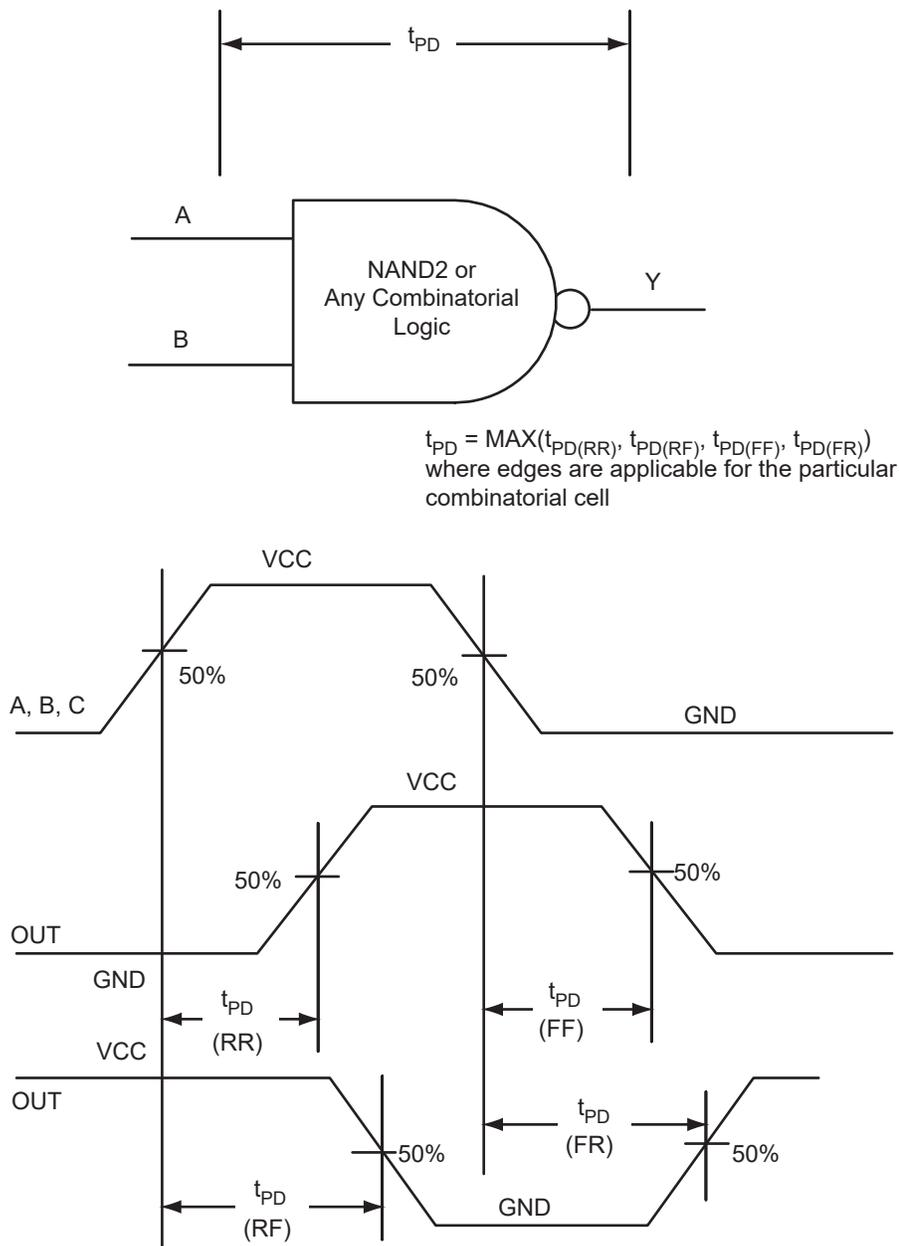 tPD
A
NAND2 or
Any Combinatorial
Logic
Y
B
tPD = MAX(tPD(RR), tPD(RF), tPD(FF), tPD(FR))
where edges are applicable for the particular
combinatorial cell
VCC
50%
50%
A, B, C
GND
VCC
50%
50%
OUT
GND
tPD
(RR)
tPD
(FF)
VCC
OUT
tPD
(FR)
50%
50%
tPD
(RF)
GND